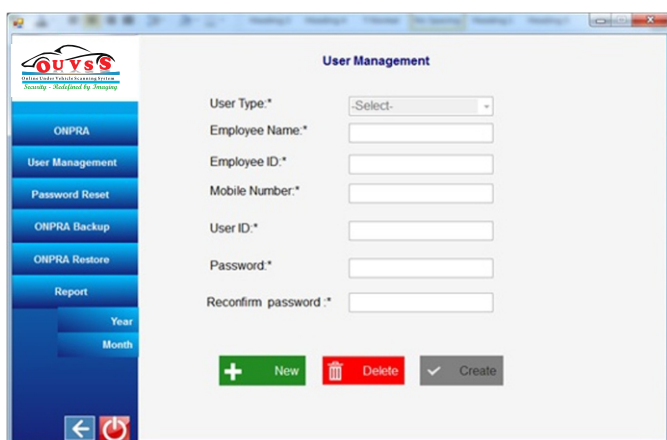 OUVSS
Online Under Vehicle Scanning System
Security - Redefined by Imaging
ONPRA
User Management
Password Reset
ONPRA Backup
ONPRA Restore
Report
Year
Month
User Management
User Type:*
-Select-
Employee Name:*
Employee ID:*
Mobile Number:*
User ID:*
Password:*
Reconfirm password :*
New
Delete
Create